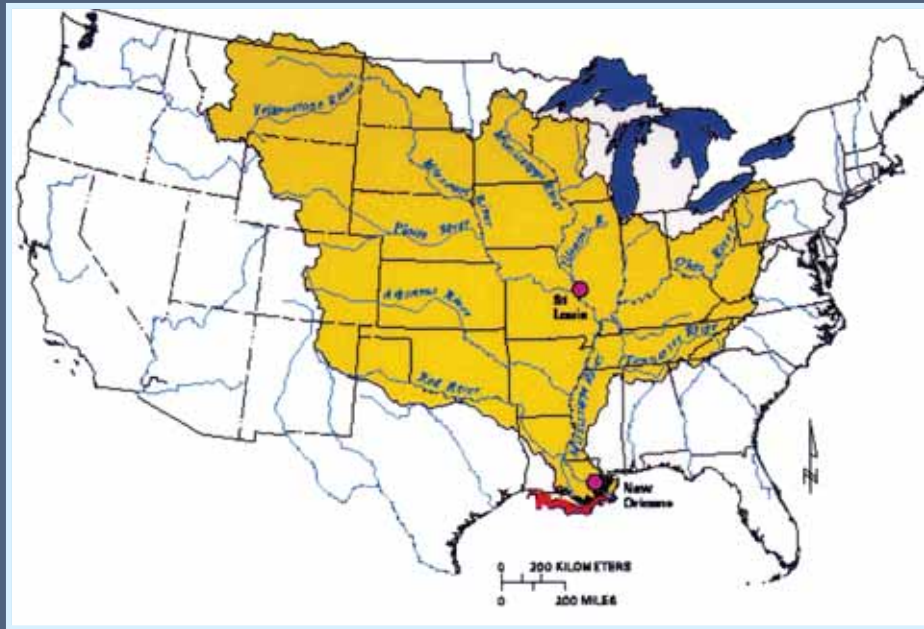 Yellowstone River
Missouri River
Mississippi River
Platte River
Illinois R.
Ohio River
St
Louis
Arkansas River
Tennessee River
Red River
Mississippi R.
New
Orleans
N
0 200 KILOMETERS
0 200 MILES